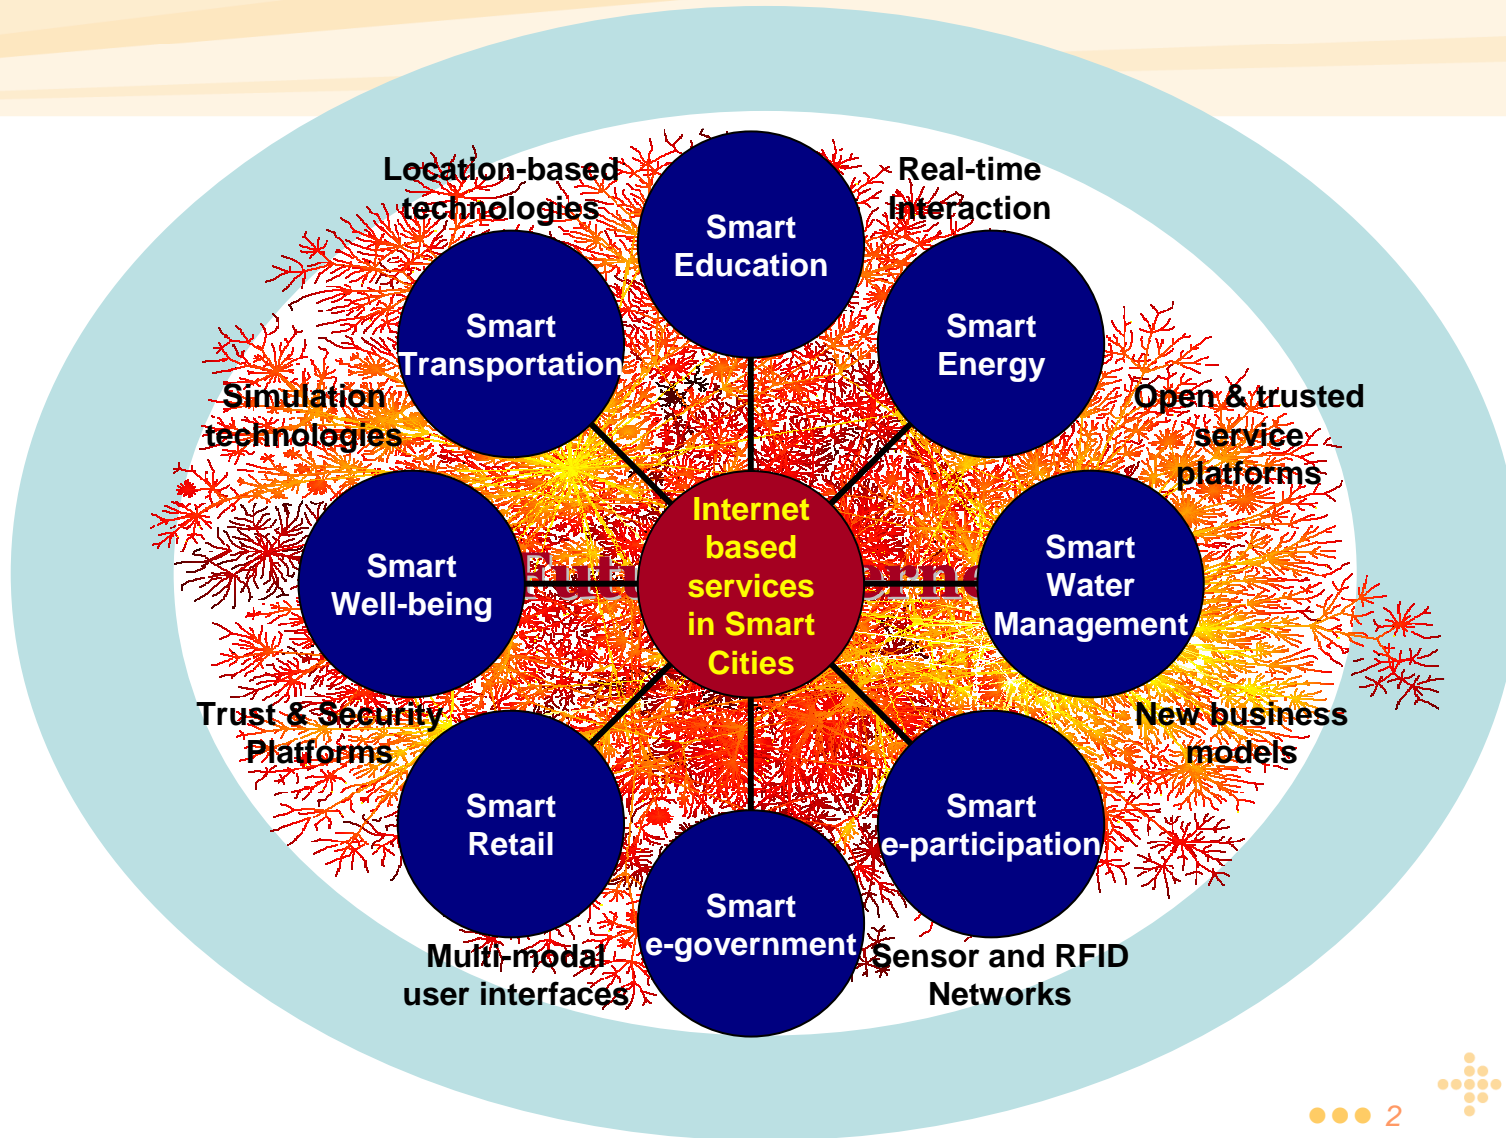 Location-based
technologies
Real-time
Interaction
Smart
Education
Smart
Transportation
Smart
Energy
Simulation
technologies
Open & trusted
service
platforms
Internet
based
services
in Smart
Cities
Smart
Well-being
Smart
Water
Management
Trust & Security
Platforms
New business
models
Smart
Retail
Smart
e-participation
Smart
e-government
Multi-modal
user interfaces
Sensor and RFID
Networks
2